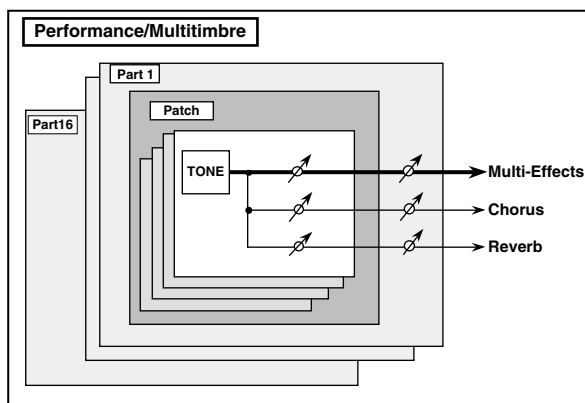 Performance/Multitimbre
Part 1
Patch
Part16
TONE
Multi-Effects
Chorus
Reverb